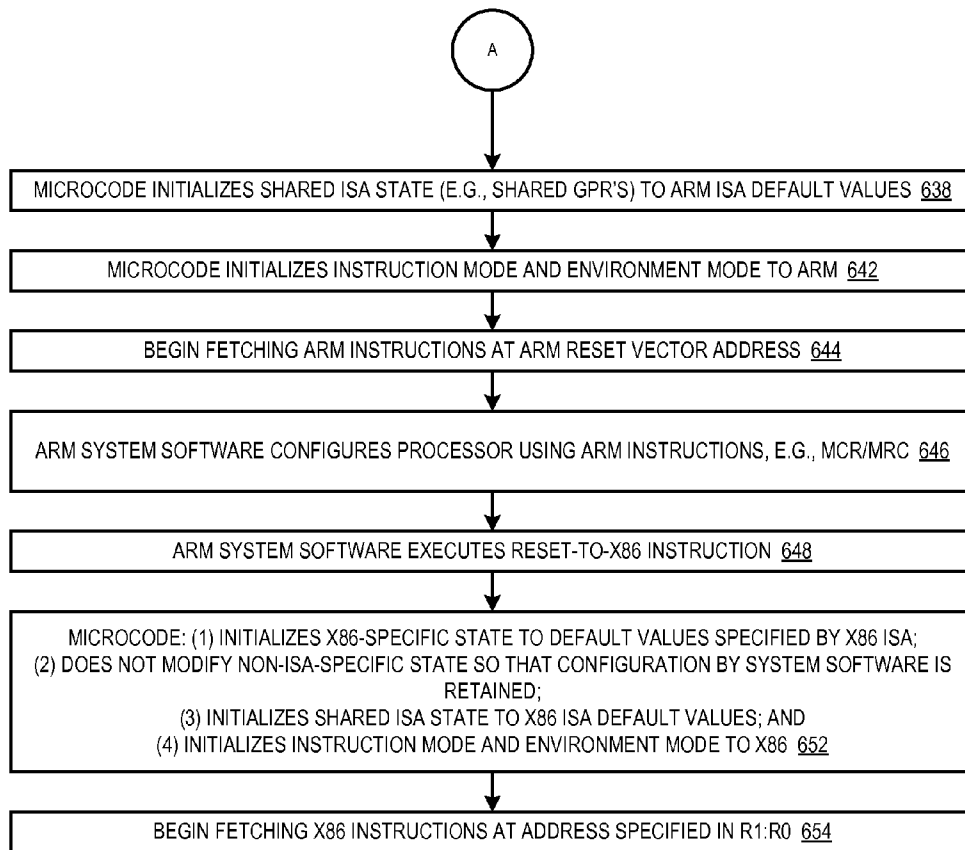 A
MICROCODE INITIALIZES SHARED ISA STATE (E.G., SHARED GPR'S) TO ARM ISA DEFAULT VALUES 638
MICROCODE INITIALIZES INSTRUCTION MODE AND ENVIRONMENT MODE TO ARM 642
BEGIN FETCHING ARM INSTRUCTIONS AT ARM RESET VECTOR ADDRESS 644
ARM SYSTEM SOFTWARE CONFIGURES PROCESSOR USING ARM INSTRUCTIONS, E.G., MCR/MRC 646
ARM SYSTEM SOFTWARE EXECUTES RESET-TO-X86 INSTRUCTION 648
MICROCODE: (1) INITIALIZES X86-SPECIFIC STATE TO DEFAULT VALUES SPECIFIED BY X86 ISA;
(2) DOES NOT MODIFY NON-ISA-SPECIFIC STATE SO THAT CONFIGURATION BY SYSTEM SOFTWARE IS
RETAINED;
(3) INITIALIZES SHARED ISA STATE TO X86 ISA DEFAULT VALUES; AND
(4) INITIALIZES INSTRUCTION MODE AND ENVIRONMENT MODE TO X86 652
BEGIN FETCHING X86 INSTRUCTIONS AT ADDRESS SPECIFIED IN R1:R0 654